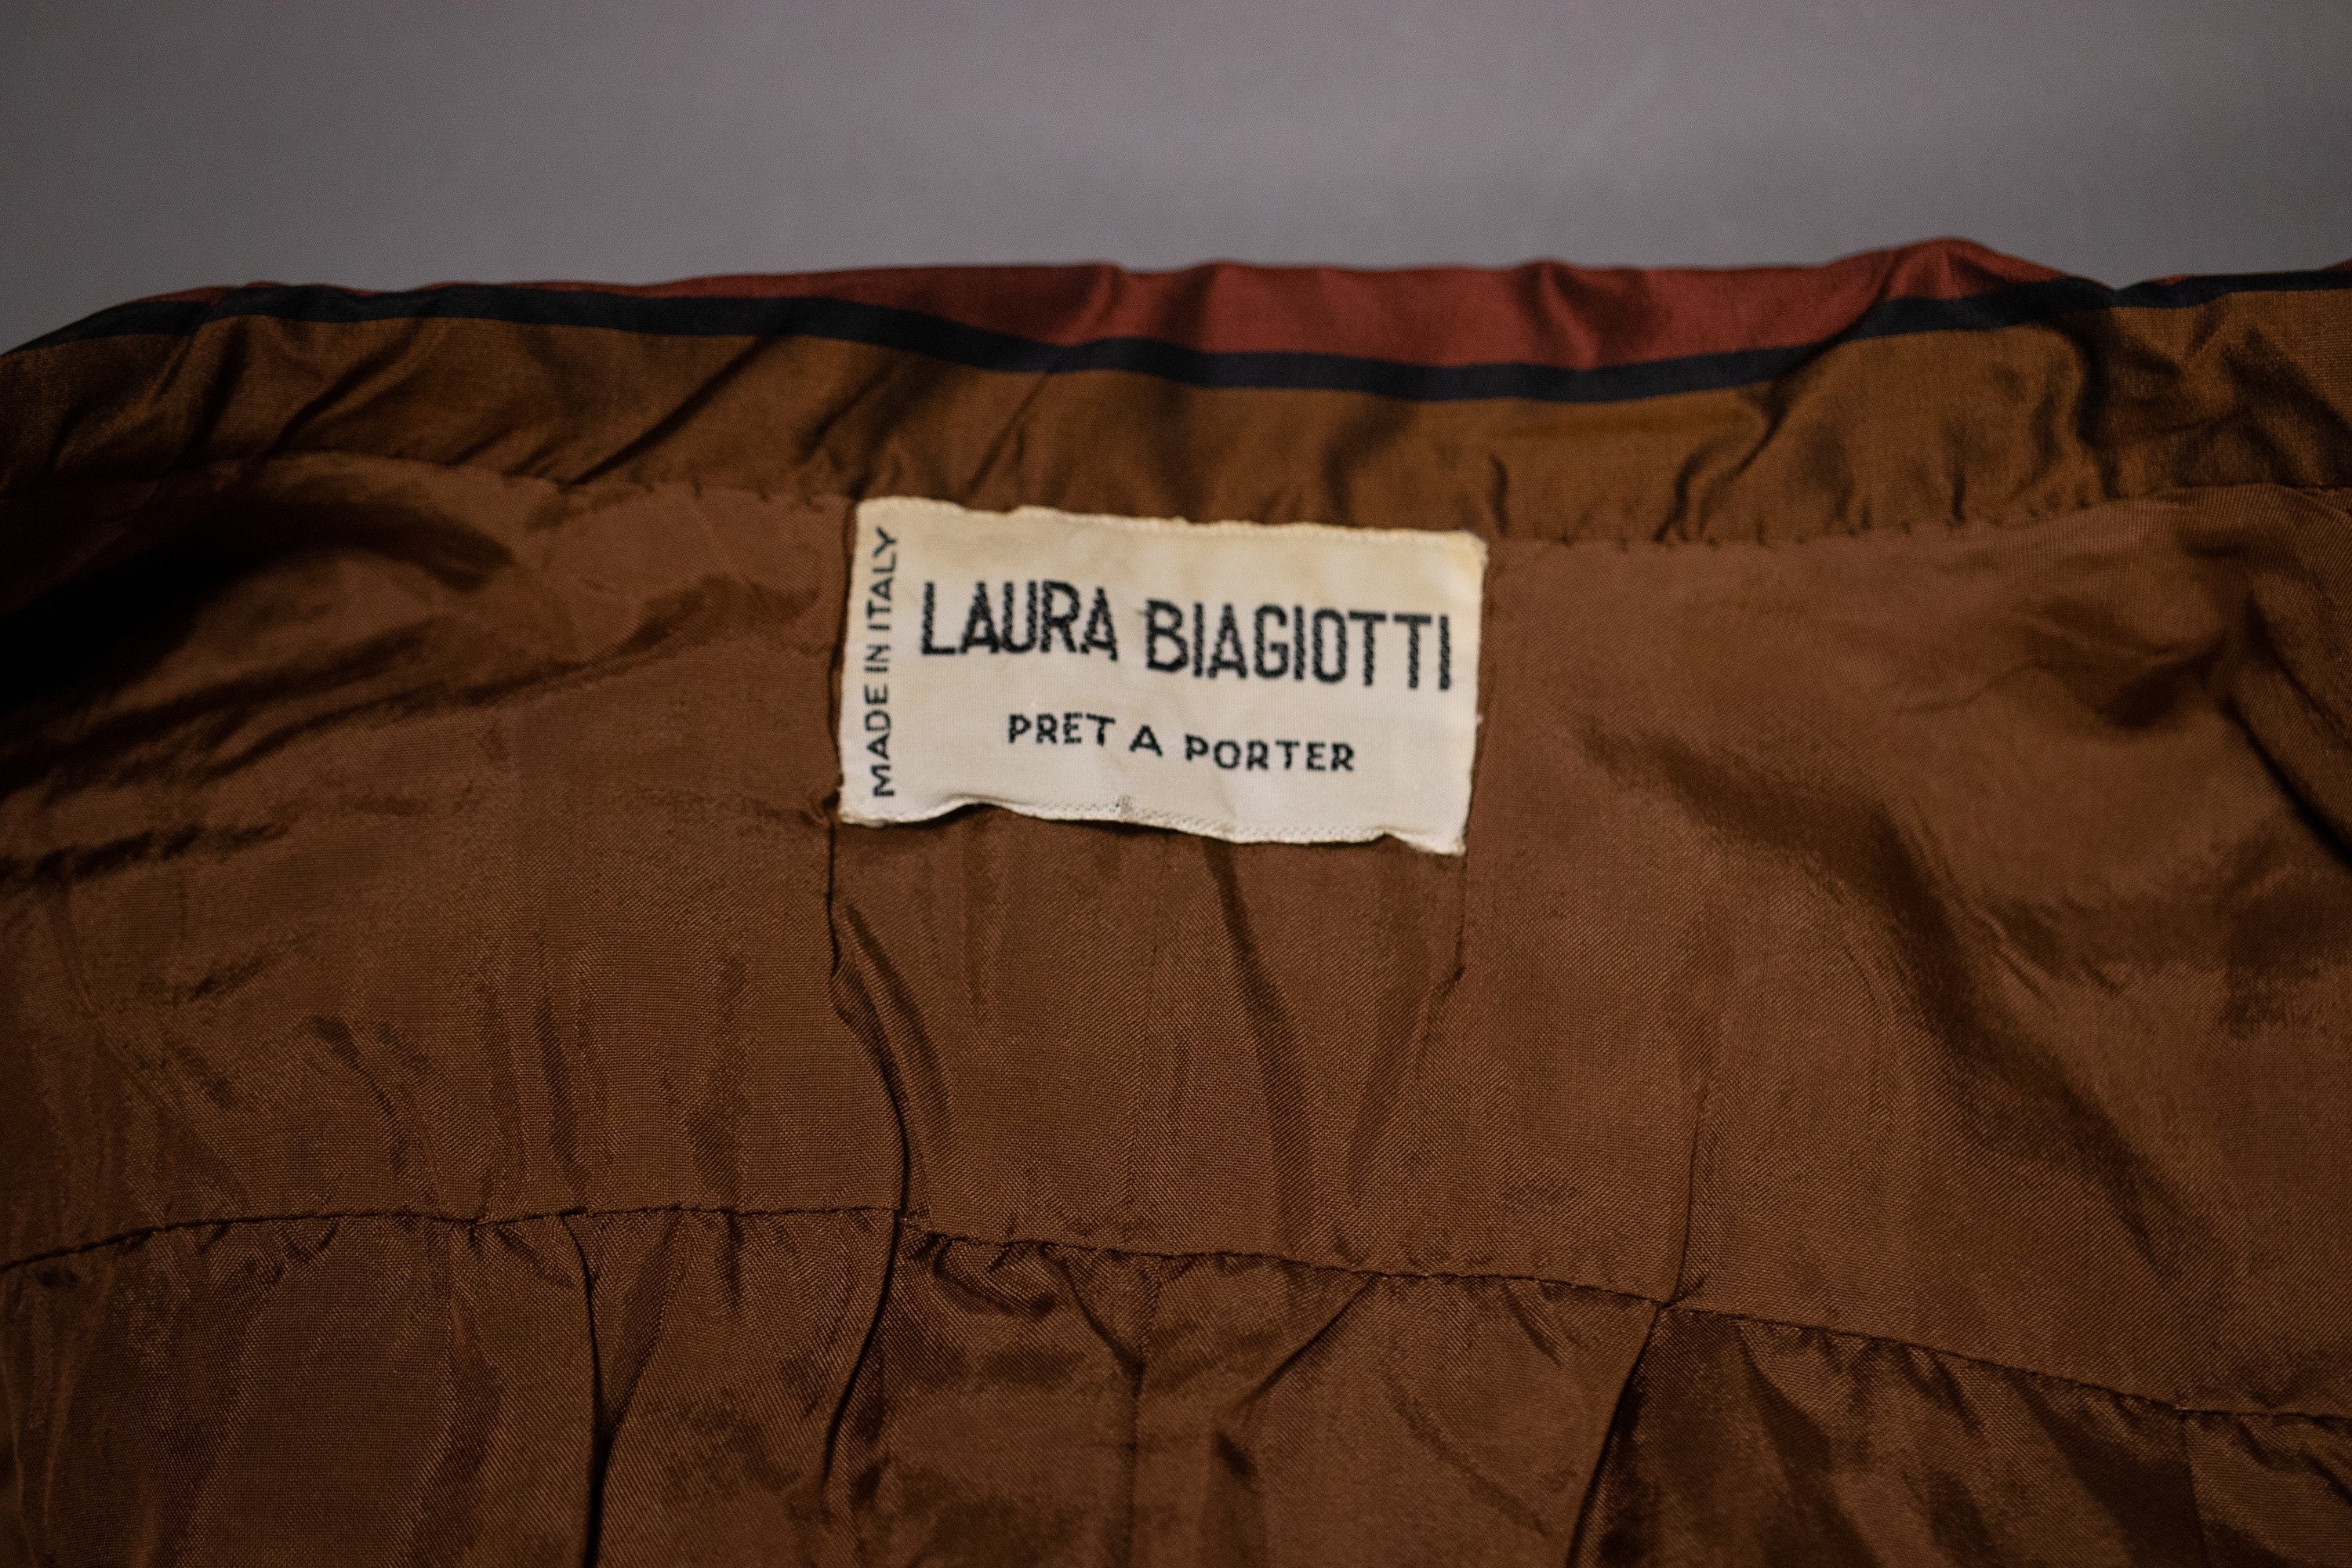 MADE IN ITALY
LAURA BIAGIOTTI
PRET A PORTER